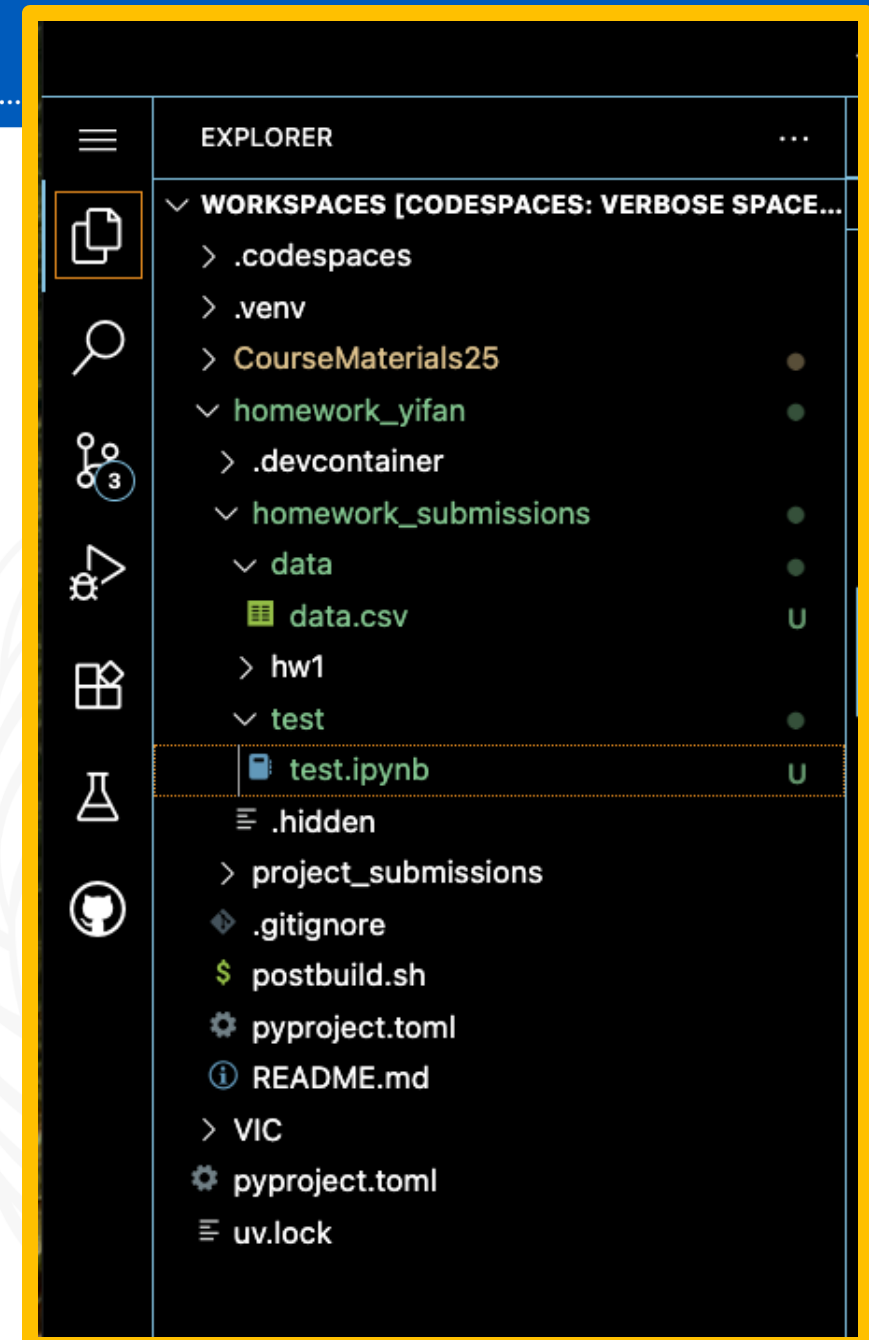 ...
EXPLORER ...
WORKSPACES [CODESPACES: VERBOSE SPACE...
.codespaces
.venv
CourseMaterials25
homework_yifan
.devcontainer
3
homework_submissions
data
data.csv U
hw1
test
test.ipynb U
.hidden
project_submissions
.gitignore
$ postbuild.sh
pyproject.toml
README.md
VIC
pyproject.toml
uv.lock